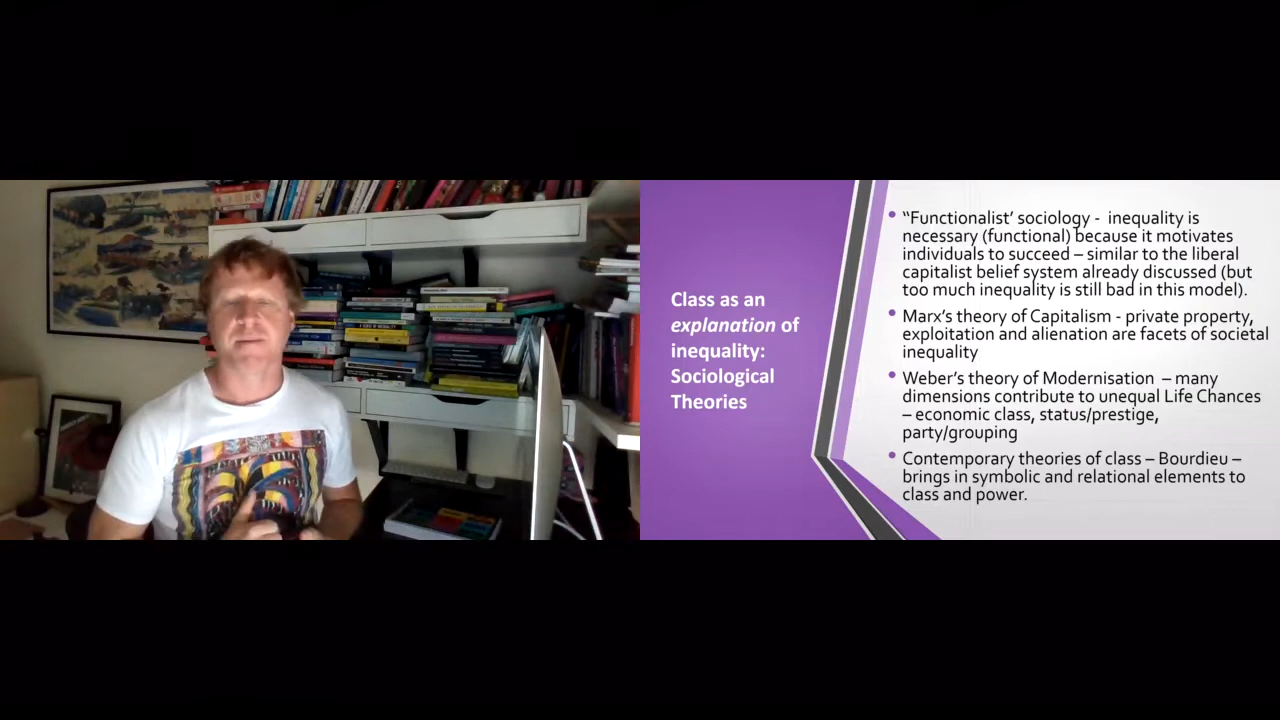 Class as an
explanation of
inequality:
Sociological
Theories
• “Functionalist’ sociology -  inequality is
necessary (functional) because it motivates
individuals to succeed – similar to the liberal
capitalist belief system already discussed (but
too much inequality is still bad in this model).
• Marx’s theory of Capitalism - private property,
exploitation and alienation are facets of societal
inequality
• Weber’s theory of Modernisation  – many
dimensions contribute to unequal Life Chances
– economic class, status/prestige,
party/grouping
• Contemporary theories of class – Bourdieu –
brings in symbolic and relational elements to
class and power.